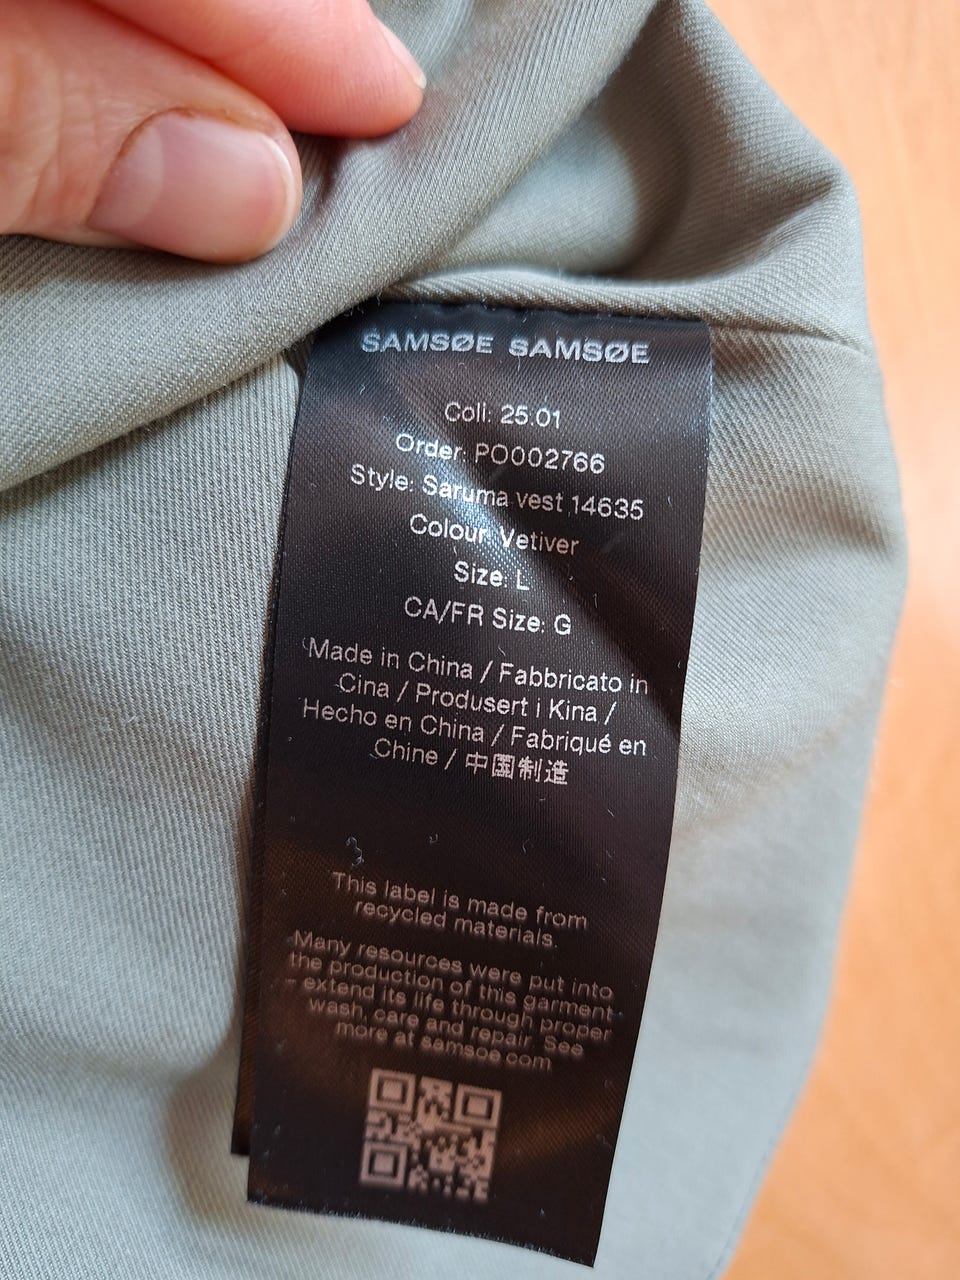 SAMSØE SAMSØE
Coll: 25.01
Order: PO002766
Style: Saruma vest 14635
Colour: Vetiver
Size: L
CA/FR Size: G
Made in China / Fabbricato in
Cina / Produsert i Kina /
Hecho en China / Fabriqué en
Chine / 中国制造
This label is made from
recycled materials.
Many resources were put into
the production of this garment
- extend its life through proper
wash, care and repair. See
more at samsoe.com